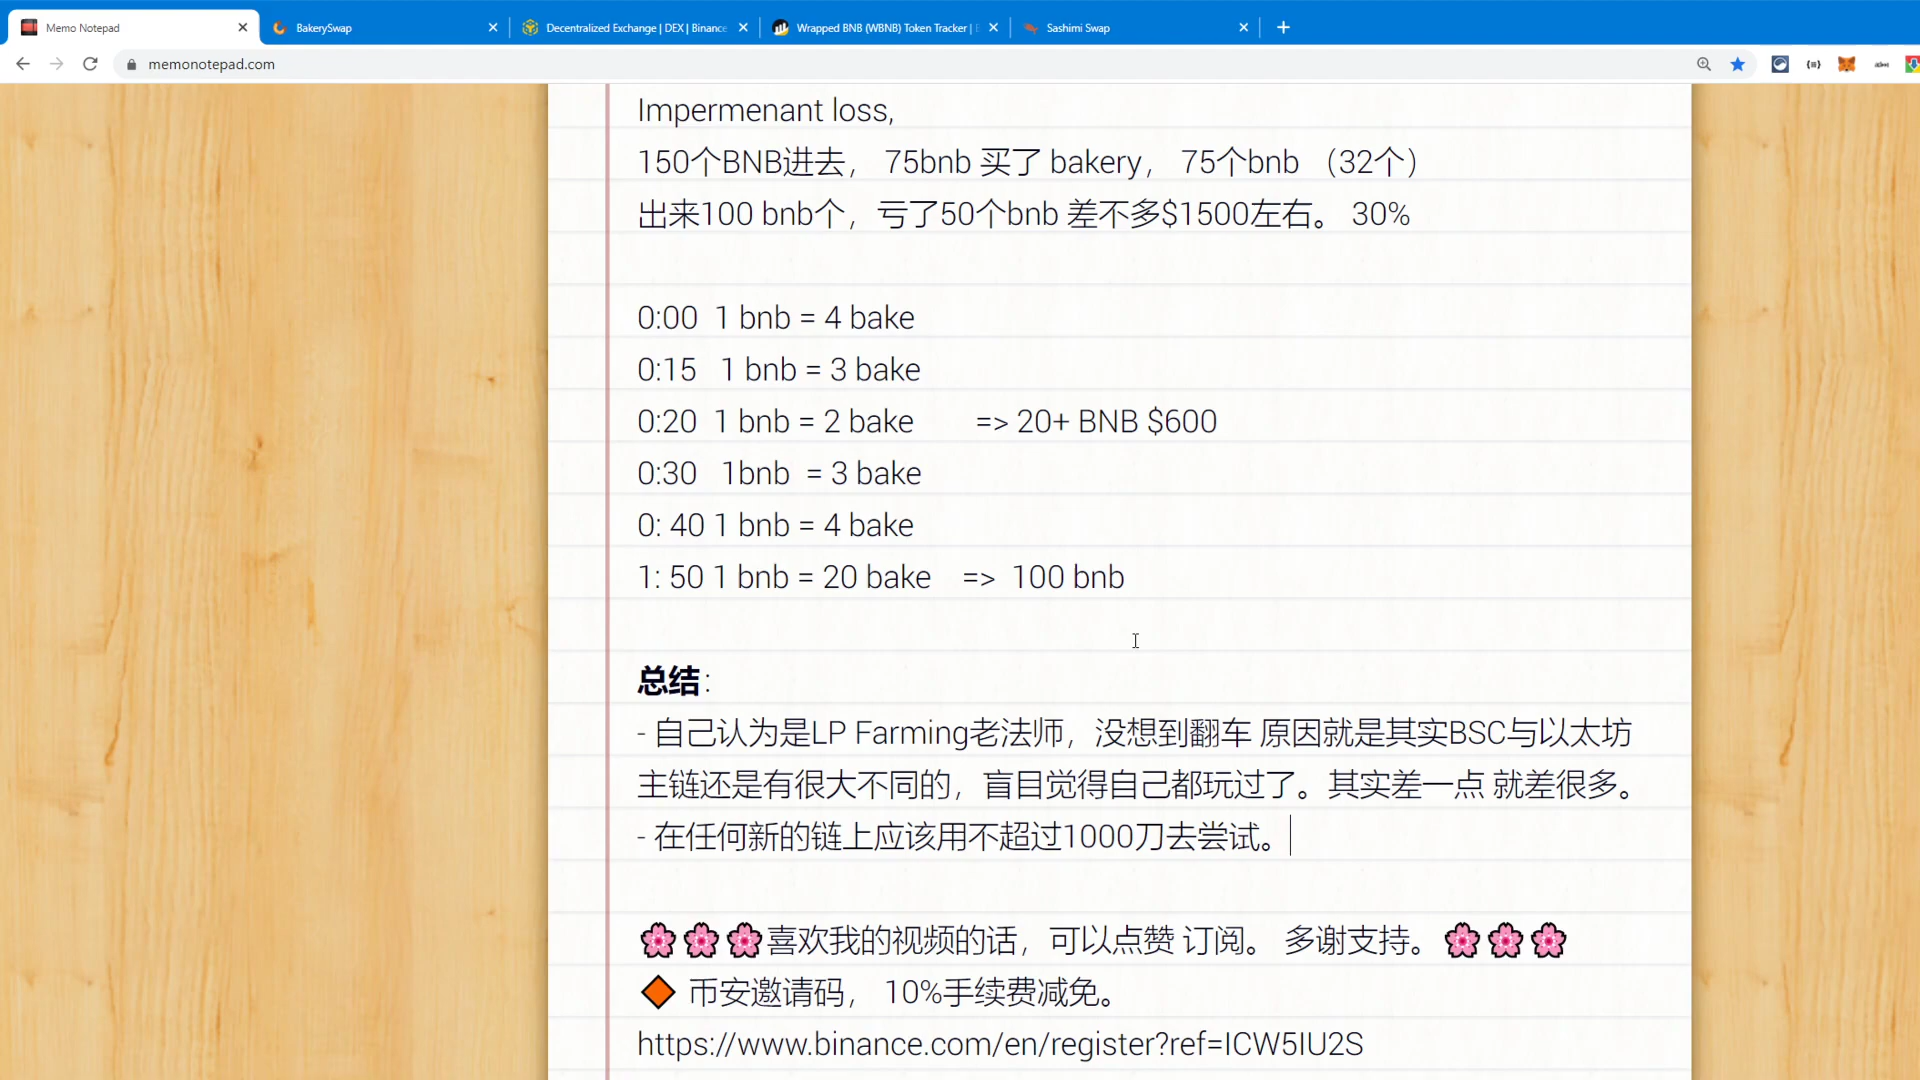 Memo Notepad
BakerySwap
Decentralized Exchange | DEX | Binance
Wrapped BNB (WBNB) Token Tracker |
Sashimi Swap
memonotepad.com
Impermenant loss,
150个BNB进去， 75bnb 买了 bakery， 75个bnb （32个）
出来100 bnb个，亏了50个bnb 差不多$1500左右。 30%
0:00 1 bnb = 4 bake
0:15 1 bnb = 3 bake
0:20 1 bnb = 2 bake => 20+ BNB $600
0:30 1bnb = 3 bake
0: 40 1 bnb = 4 bake
1: 50 1 bnb = 20 bake => 100 bnb
总结：
- 自己认为是LP Farming老法师，没想到翻车 原因就是其实BSC与以太坊
主链还是有很大不同的，盲目觉得自己都玩过了。其实差一点 就差很多。
- 在任何新的链上应该用不超过1000刀去尝试。
🌸🌸🌸喜欢我的视频的话，可以点赞 订阅。 多谢支持。🌸🌸🌸
🔶 币安邀请码， 10%手续费减免。
https://www.binance.com/en/register?ref=ICW5IU2S